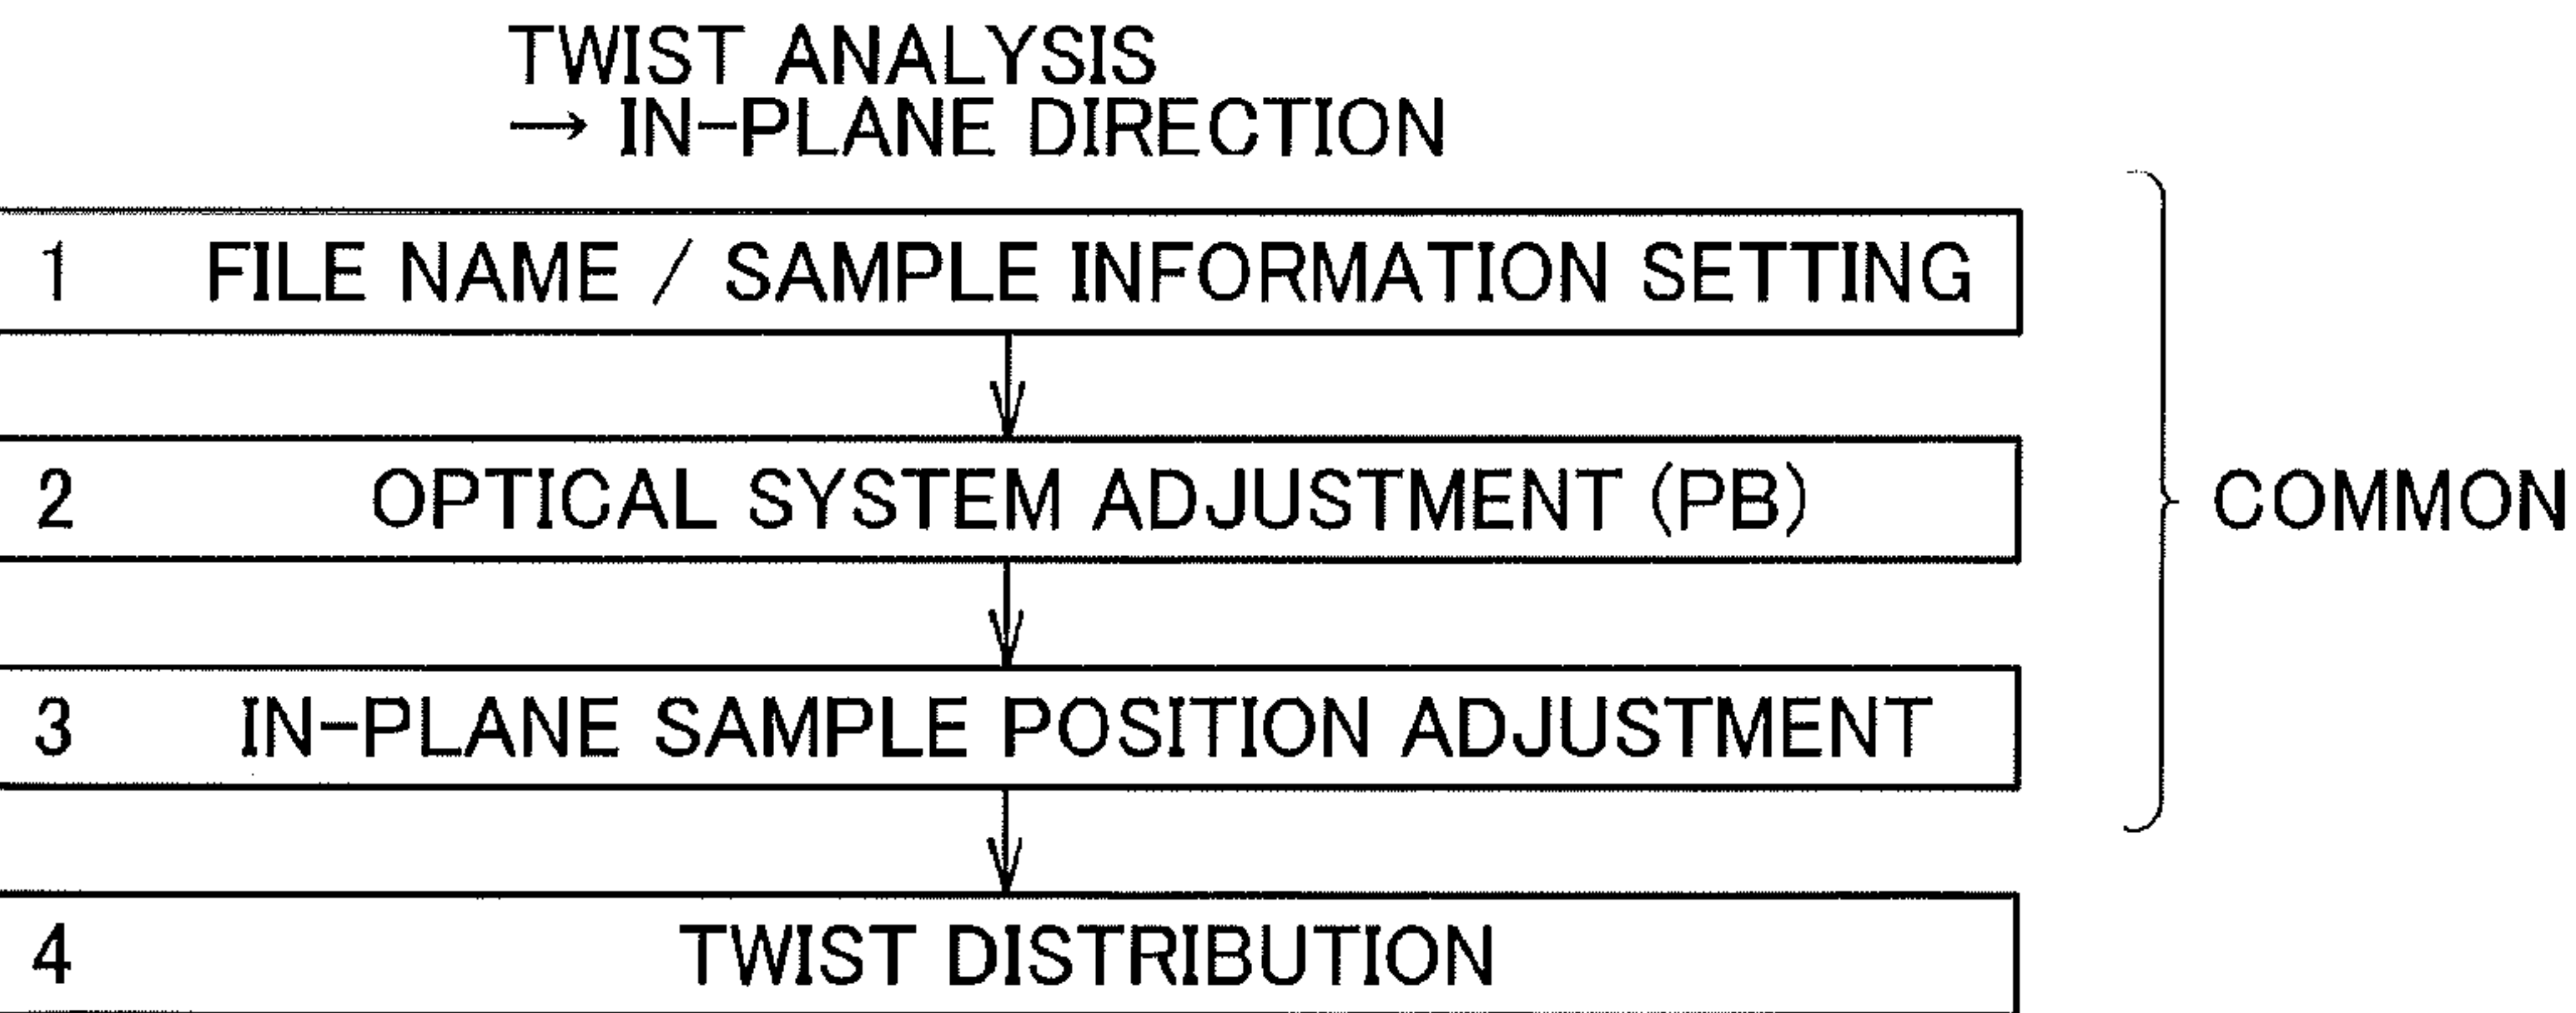 TWIST ANALYSIS
→ IN-PLANE DIRECTION
1 FILE NAME / SAMPLE INFORMATION SETTING
2 OPTICAL SYSTEM ADJUSTMENT (PB)
COMMON
3 IN-PLANE SAMPLE POSITION ADJUSTMENT
4 TWIST DISTRIBUTION